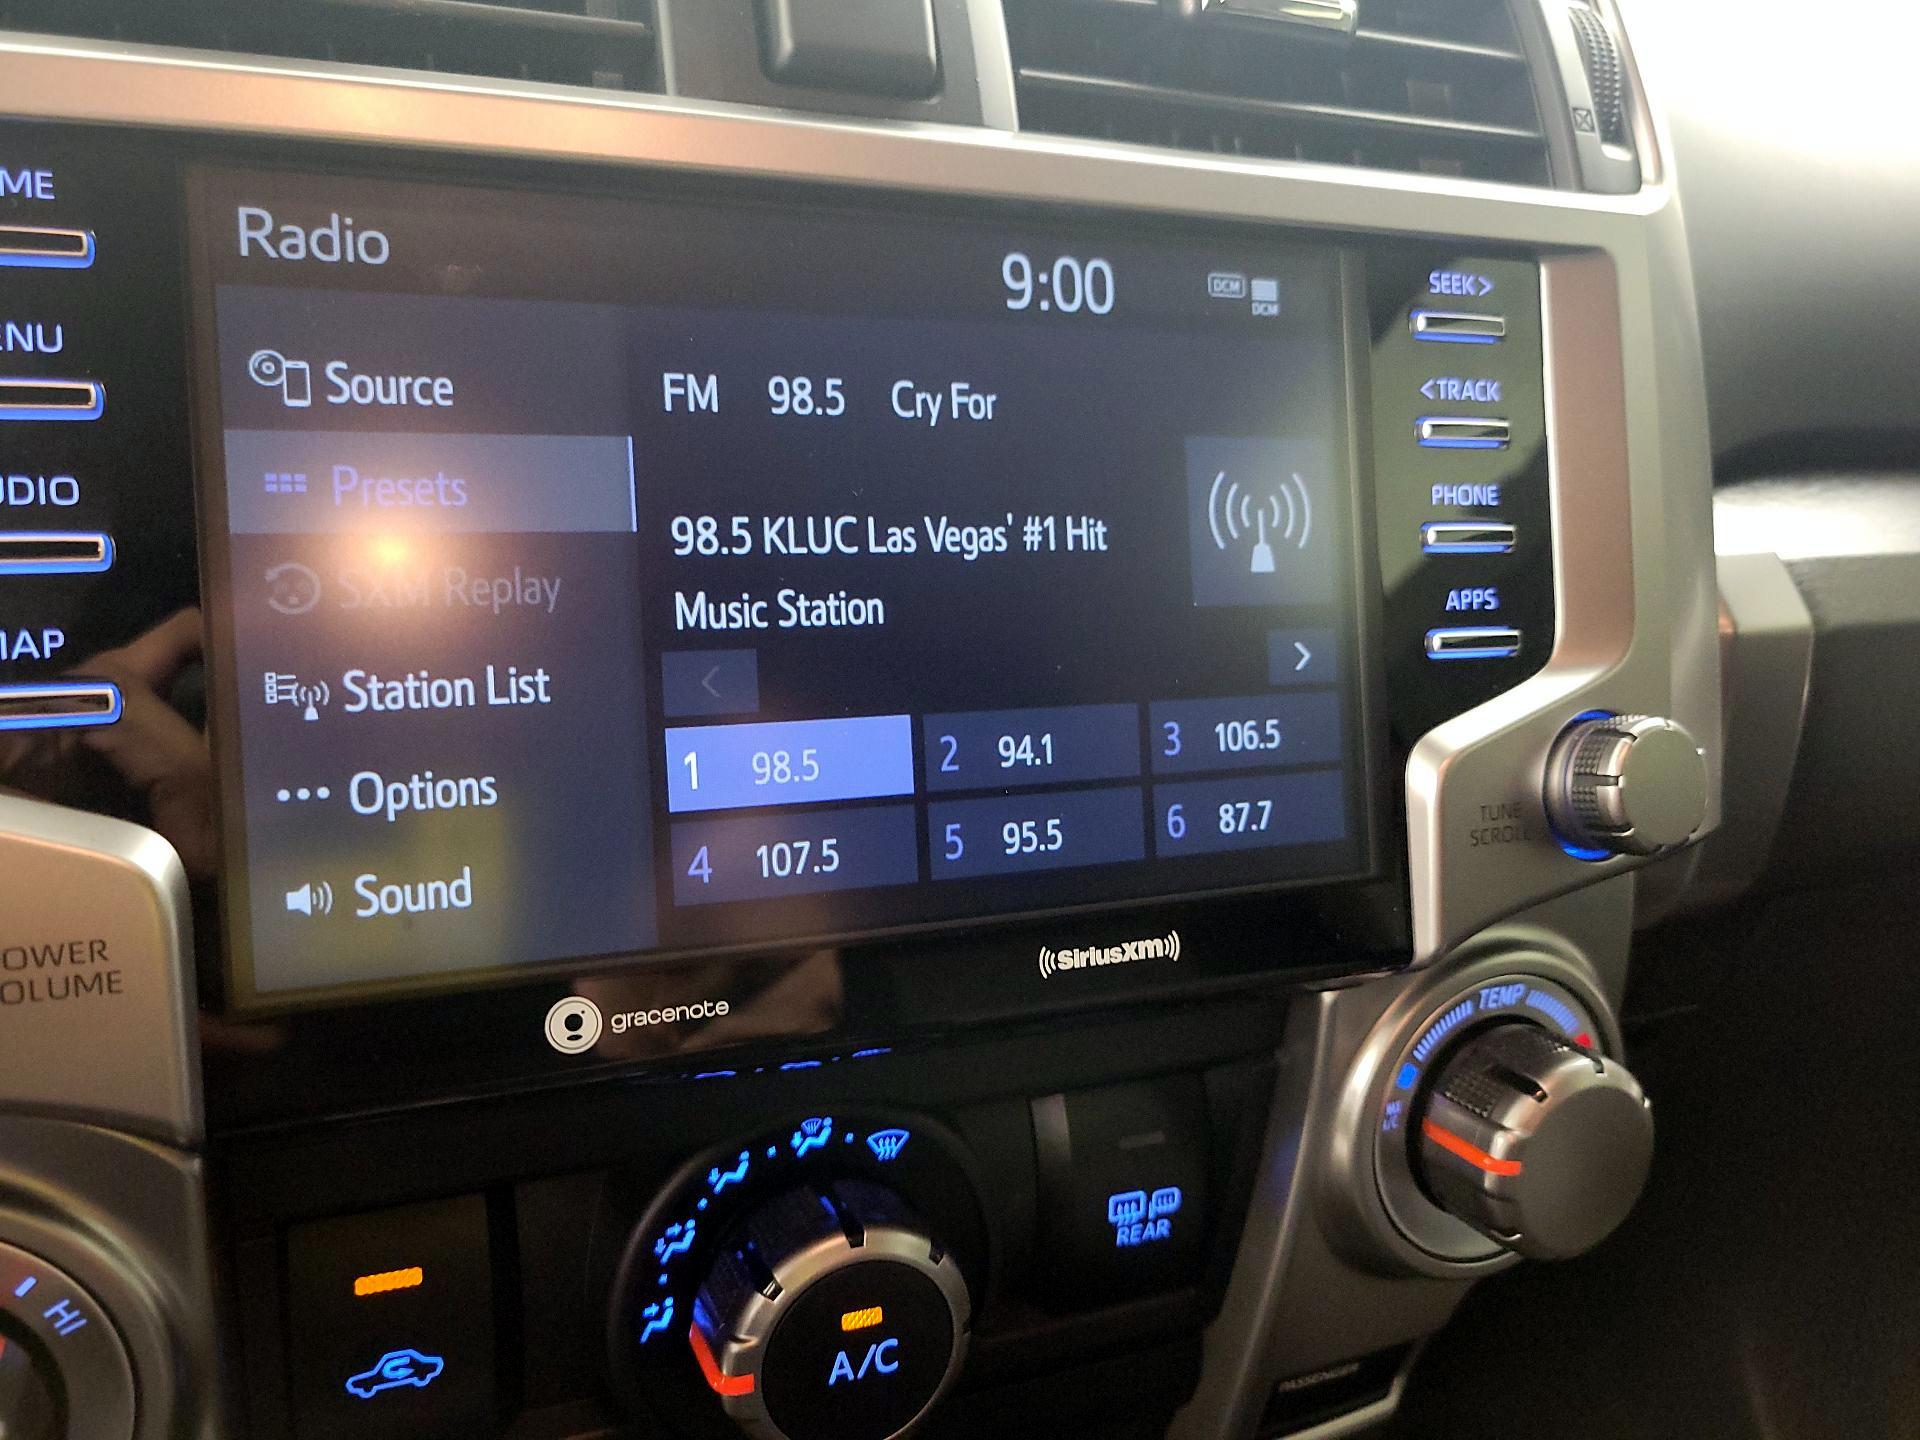 ME
ENU
UDIO
MAP
OWER
OLUME
HI
Radio
9:00
DCM
DCM
Source
Presets
SXM Replay
Station List
Options
Sound
FM 98.5 Cry For
98.5 KLUC Las Vegas' #1 Hit
Music Station
<
>
1 98.5
2 94.1
3 106.5
4 107.5
5 95.5
6 87.7
SEEK>
<TRACK
PHONE
APPS
TUNE
SCROLL
gracenote
SiriusXM
TEMP
A/C
REAR
PASSENGER